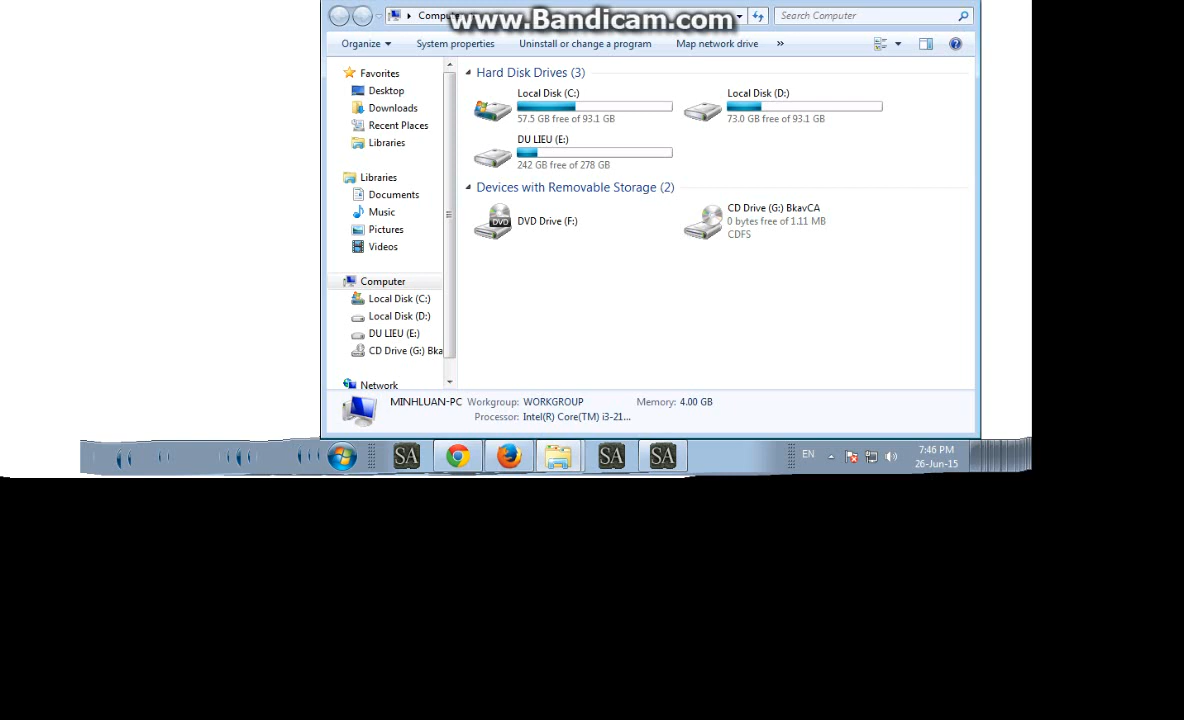 www.Bandicam.com
Search Computer
Organize
System properties
Uninstall or change a program
Map network drive
»
Favorites
Desktop
Downloads
Recent Places
Libraries
Libraries
Documents
Music
Pictures
Videos
Computer
Local Disk (C:)
Local Disk (D:)
DU LIEU (E:)
CD Drive (G:) Bka
Network
Hard Disk Drives (3)
Local Disk (C:)
57.5 GB free of 93.1 GB
Local Disk (D:)
73.0 GB free of 93.1 GB
DU LIEU (E:)
242 GB free of 278 GB
Devices with Removable Storage (2)
DVD
DVD Drive (F:)
CD Drive (G:) BkavCA
0 bytes free of 1.11 MB
CDFS
MINHLUAN-PC Workgroup: WORKGROUP Memory: 4.00 GB
Processor: Intel(R) Core(TM) i3-21...
SA
SA
SA
EN
7:46 PM
26-Jun-15